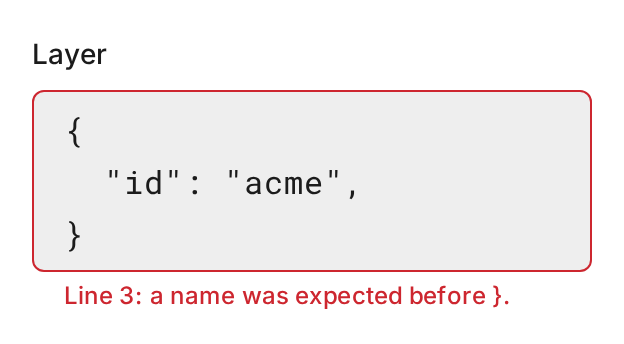 Layer
{
  "id": "acme",
}
Line 3: a name was expected before }.